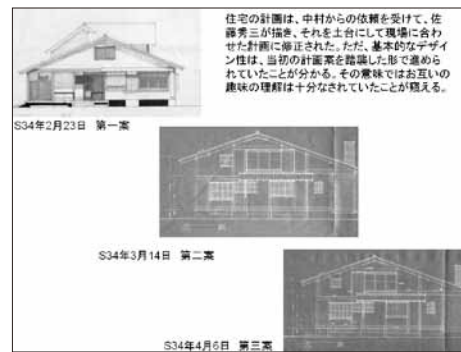 住宅の計画は、中村からの依頼を受けて、佐
藤秀三が描き、それを土台にして現場に合わ
せた計画に修正された。ただ、基本的なデザイ
ン性は、当初の計画案を踏襲した形で進めら
れていたことが分かる。その意味ではお互いの
趣味の理解は十分なされていたことが窺える。
S34年2月23日 第一案
S34年3月14日 第二案
S34年4月6日 第三案